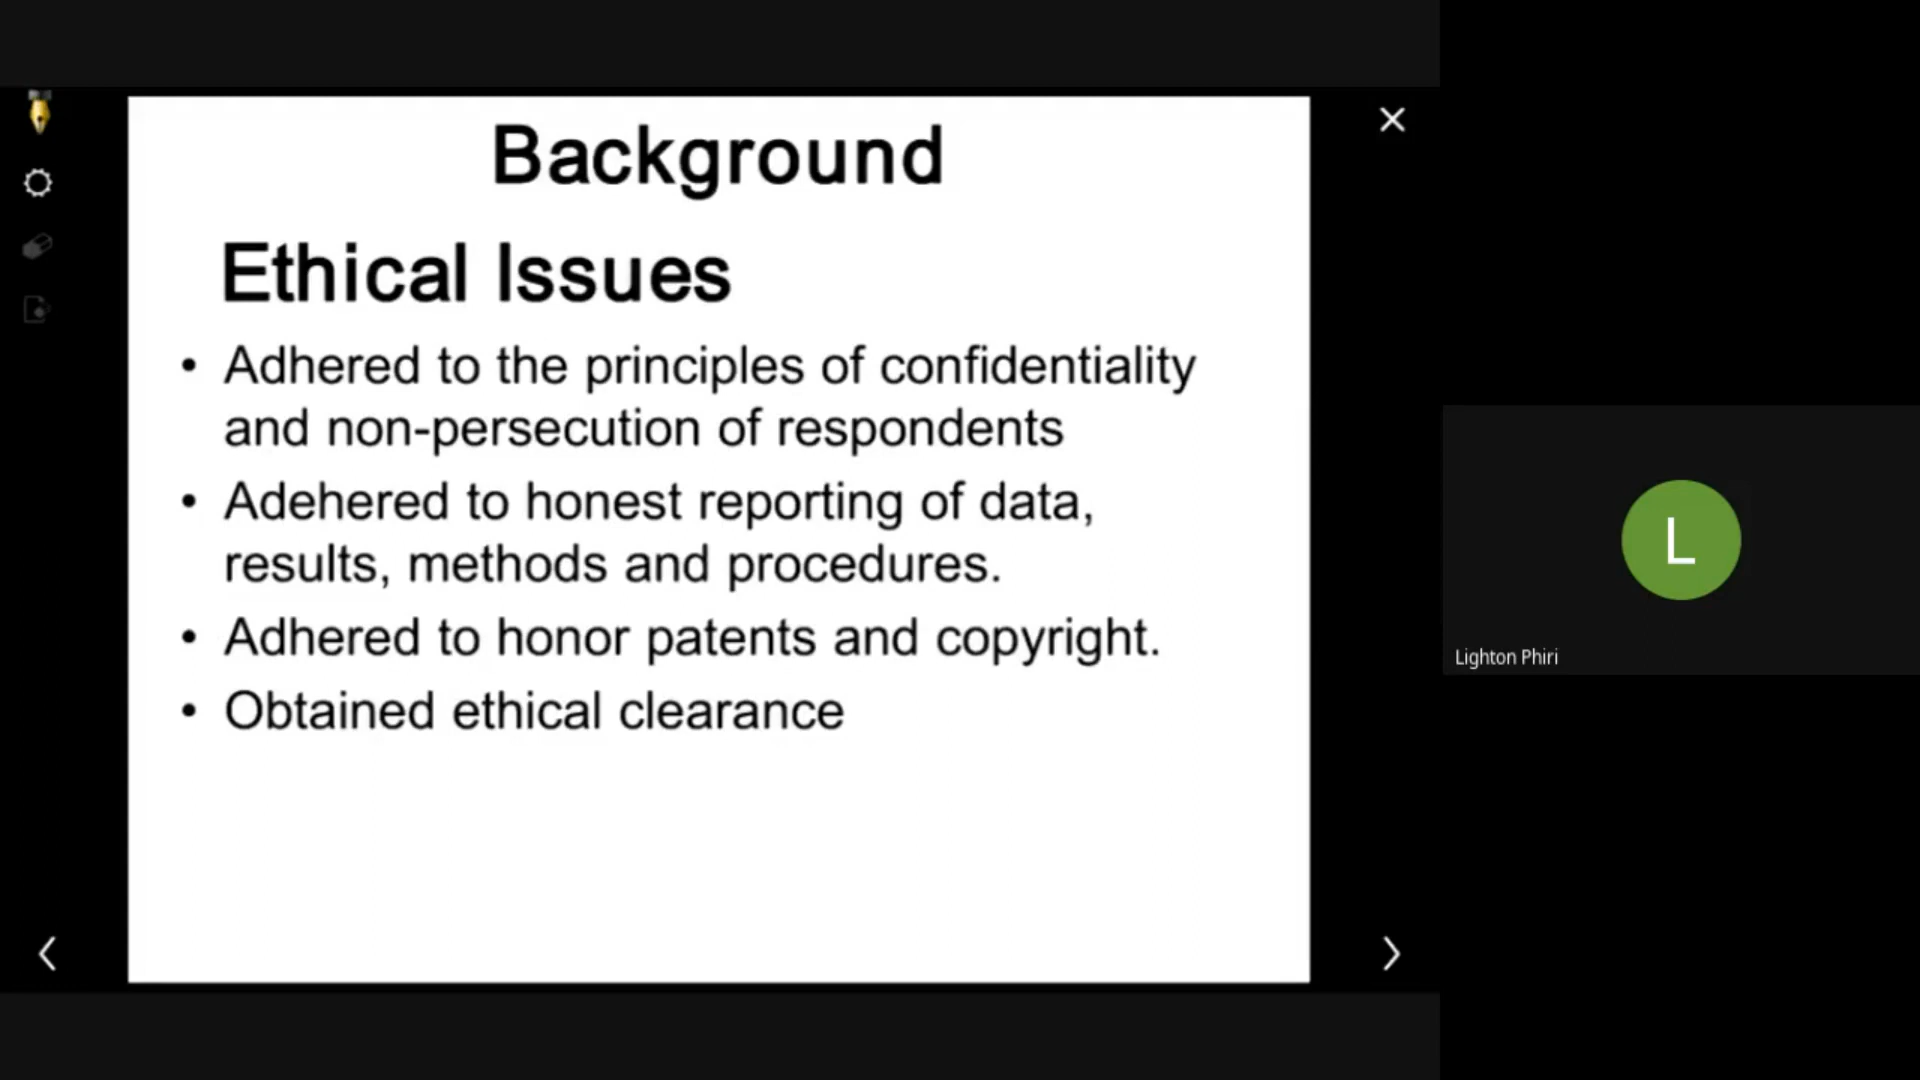 Background
Ethical Issues
• Adhered to the principles of confidentiality
and non-persecution of respondents
• Adehered to honest reporting of data,
results, methods and procedures.
• Adhered to honor patents and copyright.
• Obtained ethical clearance
L
Lighton Phiri